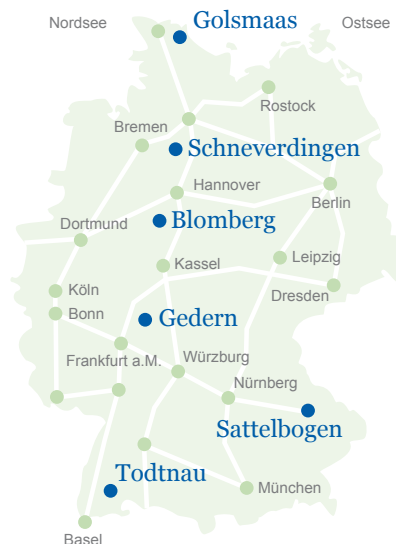 Golsmaas
Nordsee
Ostsee
Rostock
Bremen
Schneverdingen
Hannover
Berlin
Blomberg
Dortmund
Kassel
Leipzig
Köln
Dresden
Bonn
Gedern
Frankfurt a.M.
Würzburg
Nürnberg
Sattelbogen
Todtnau
München
Basel